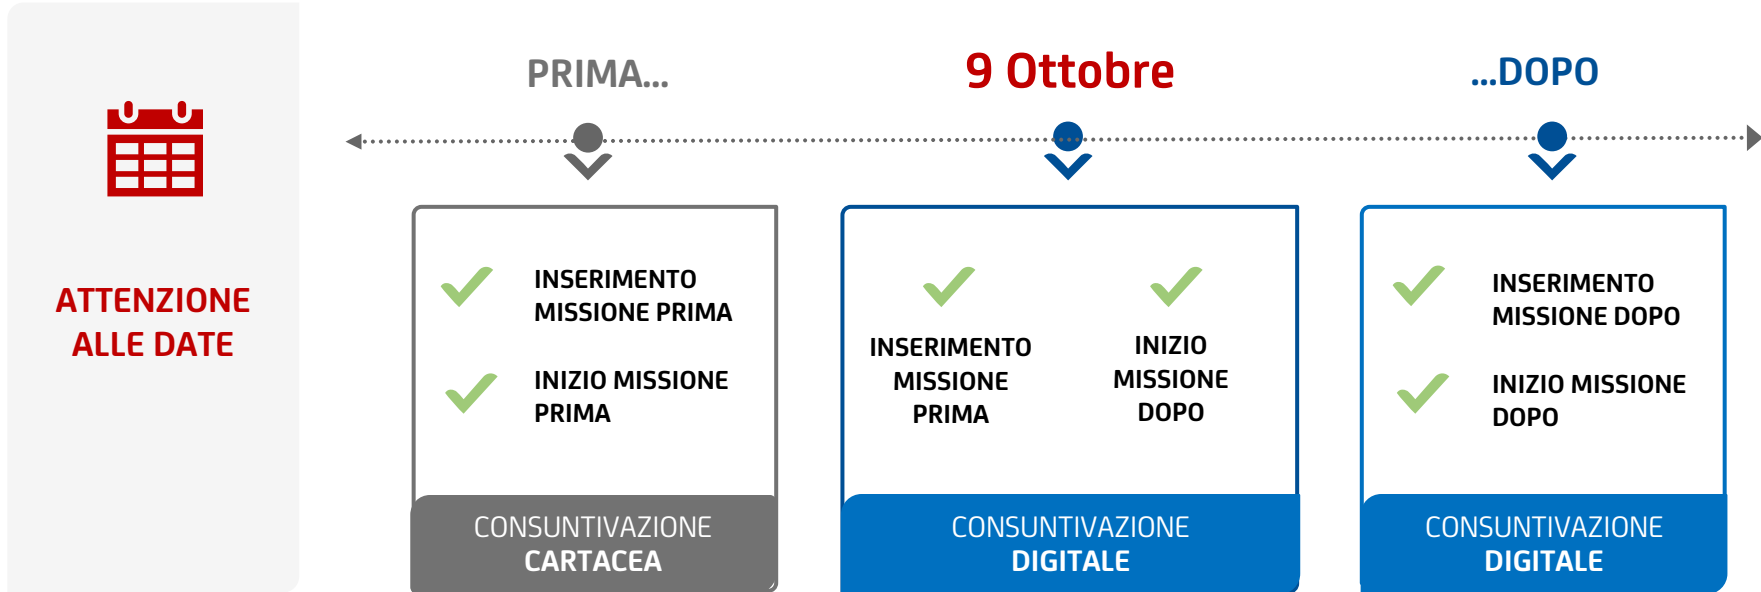 ATTENZIONE
ALLE DATE
PRIMA...
9 Ottobre
...DOPO
INSERIMENTO
MISSIONE PRIMA
INIZIO MISSIONE
PRIMA
CONSUNTIVAZIONE
CARTACEA
INSERIMENTO
MISSIONE
PRIMA
INIZIO
MISSIONE
DOPO
CONSUNTIVAZIONE
DIGITALE
INSERIMENTO
MISSIONE DOPO
INIZIO MISSIONE
DOPO
CONSUNTIVAZIONE
DIGITALE